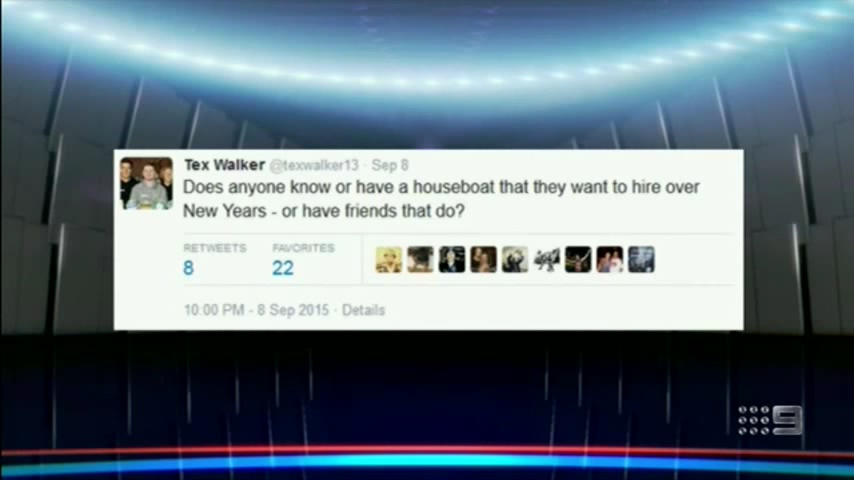 Tex Walker @texwalker13 · Sep 8
Does anyone know or have a houseboat that they want to hire over
New Years - or have friends that do?
RETWEETS FAVORITES
8 22
10:00 PM - 8 Sep 2015 · Details
9